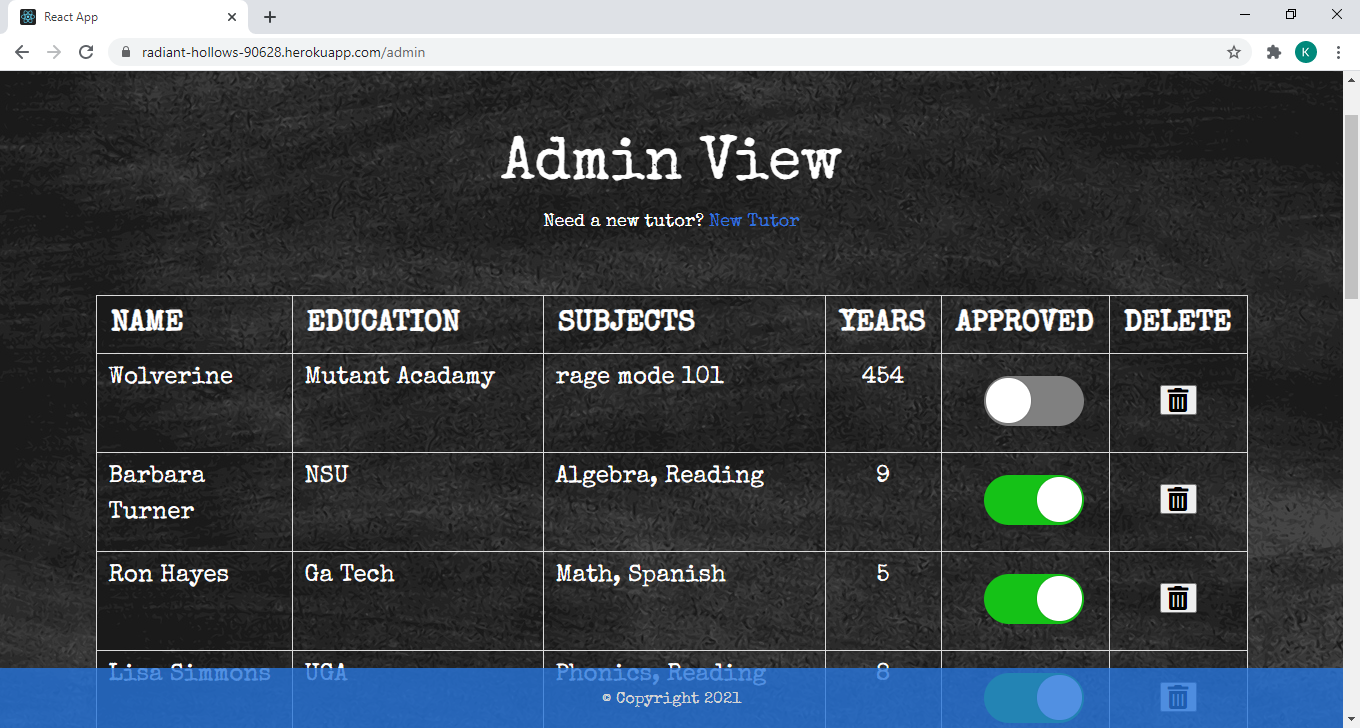 React App
radiant-hollows-90628.herokuapp.com/admin
K
Admin View
Need a new tutor? New Tutor
NAME EDUCATION SUBJECTS YEARS APPROVED DELETE
Wolverine Mutant Acadamy rage mode 101 454
Barbara NSU Algebra, Reading 9
Turner
Ron Hayes Ga Tech Math, Spanish 5
Lisa Simmons UGA Phonics, Reading 8
© Copyright 2021